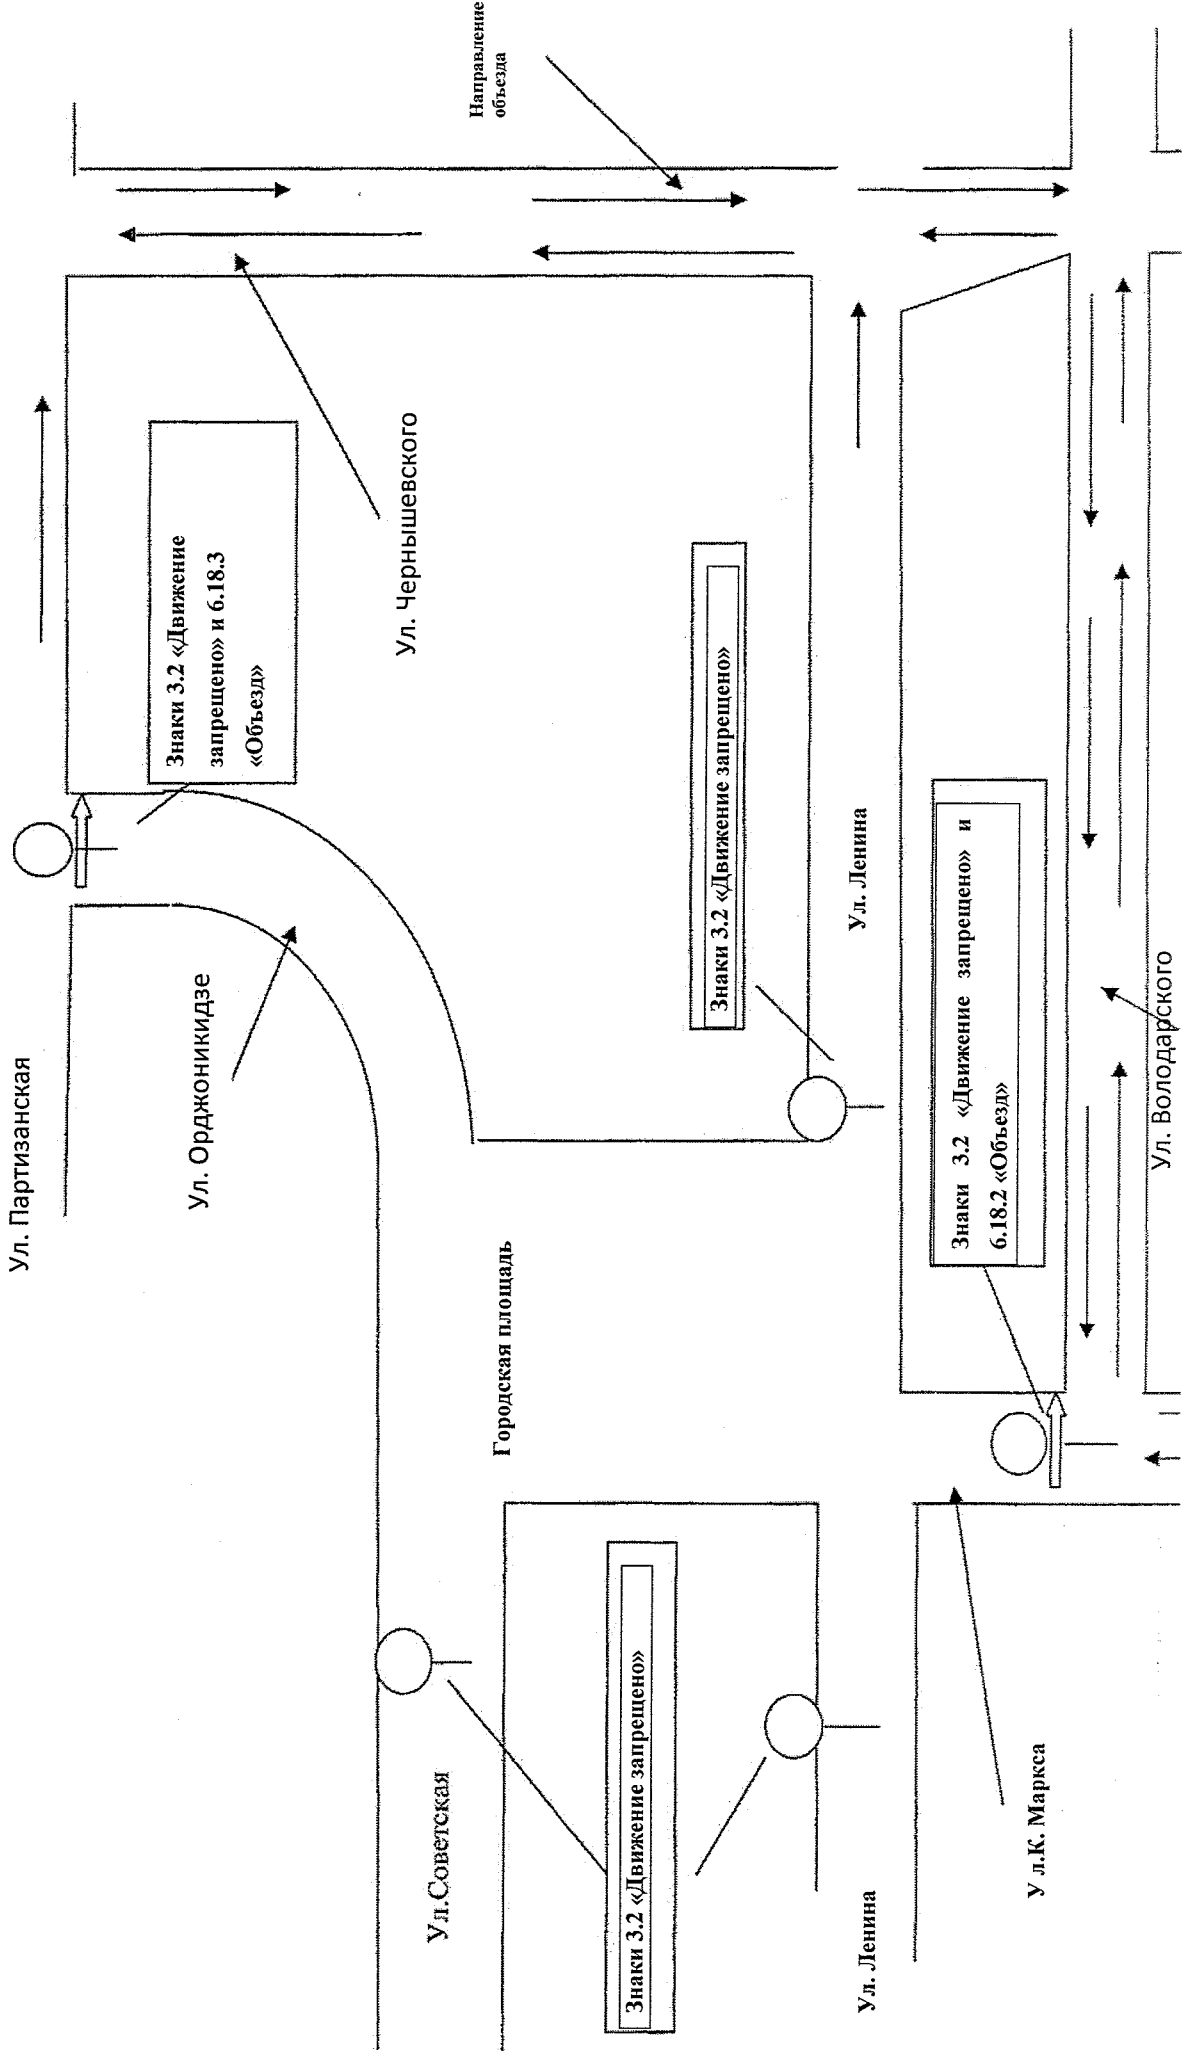 Ул. Партизанская
Ул. Орджоникидзе
Знаки 3.2 «Движение
запрещено» и 6.18.3
«Объезд»
Ул. Чернышевского
Направление
объезда
Ул.Советская
Городская площадь
Знаки 3.2 «Движение запрещено»
Знаки 3.2 «Движение запрещено»
Ул. Ленина
Ул. Ленина
Знаки 3.2 «Движение запрещено» и
6.18.2 «Объезд»
У л.К. Маркса
Ул. Володарского